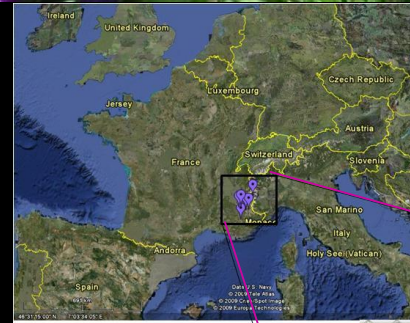 Ireland
United Kingdom
Luxembourg
Czech Republic
Jersey
Austria
Switzerland
Slovenia
France
San Marino
Monaco
Italy
Andorra
Holy See (Vatican)
Spain
Data U.S. Navy
© 2009 Tele Atlas
© 2009 Cnes/Spot Image
© 2009 Europa Technologies